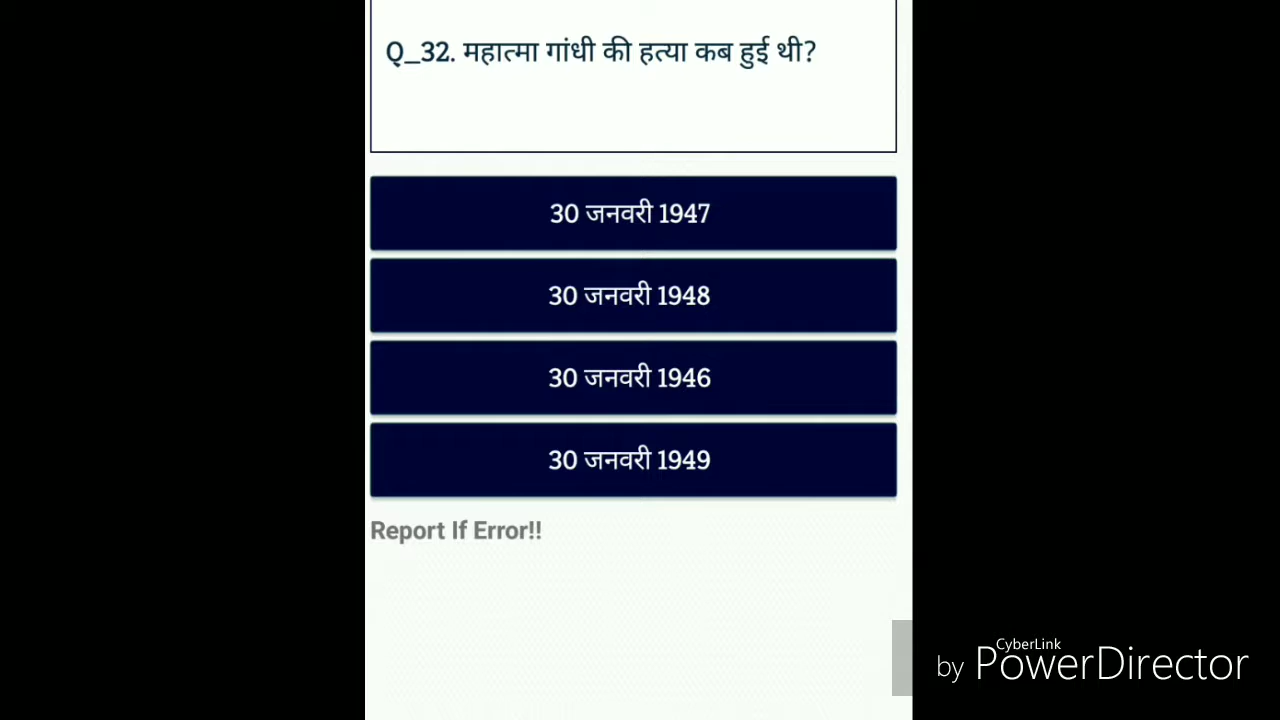 Q_32. महात्मा गांधी की हत्या कब हुई थी?
30 जनवरी 1947
30 जनवरी 1948
30 जनवरी 1946
30 जनवरी 1949
Report If Error!!
CyberLink
by PowerDirector